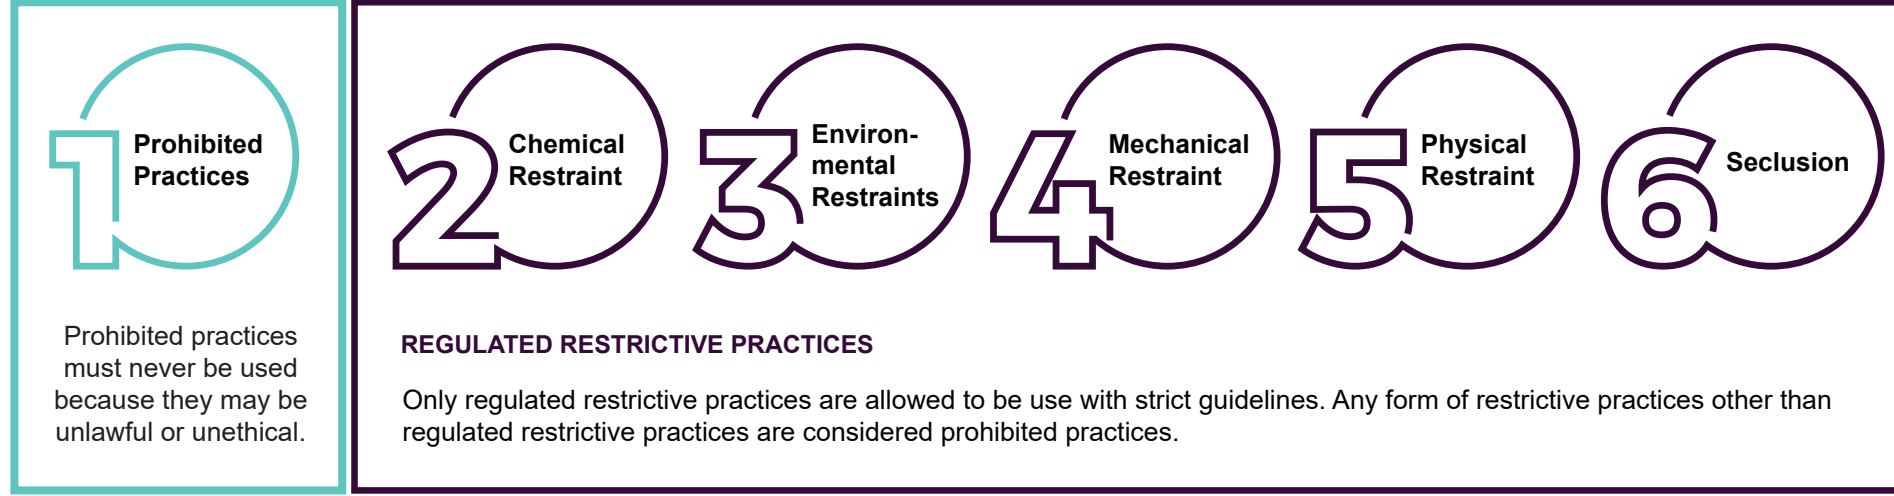 1
Prohibited
Practices
Prohibited practices
must never be used
because they may be
unlawful or unethical.
2
Chemical
Restraint
3
Environ-
mental
Restraints
4
Mechanical
Restraint
5
Physical
Restraint
6
Seclusion
REGULATED RESTRICTIVE PRACTICES
Only regulated restrictive practices are allowed to be use with strict guidelines. Any form of restrictive practices other than
regulated restrictive practices are considered prohibited practices.